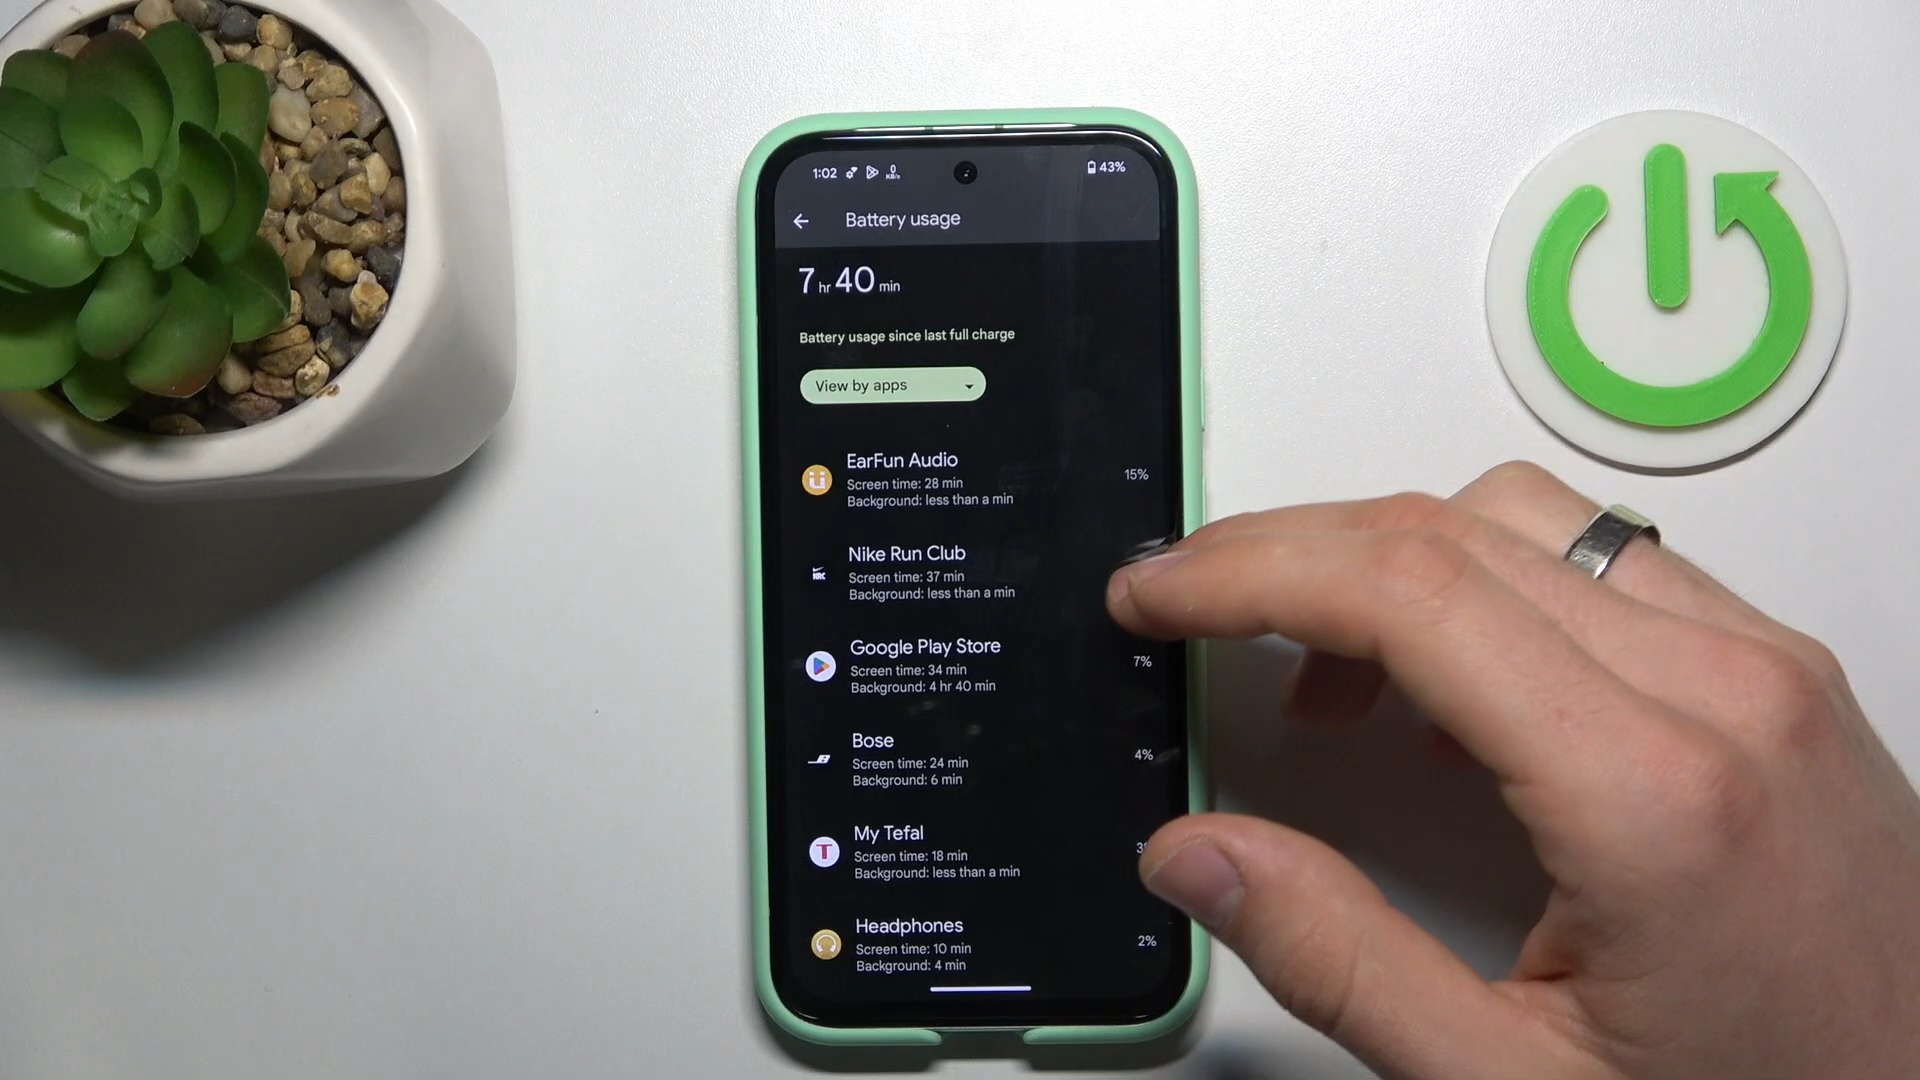 1:02 0 KB/s 43%
Battery usage
7 hr 40 min
Battery usage since last full charge
View by apps
EarFun Audio
Screen time: 28 min
Background: less than a min
15%
Nike Run Club
Screen time: 37 min
Background: less than a min
NRC
Google Play Store
Screen time: 34 min
Background: 4 hr 40 min
7%
Bose
Screen time: 24 min
Background: 6 min
4%
My Tefal
Screen time: 18 min
Background: less than a min
T
Headphones
Screen time: 10 min
Background: 4 min
2%